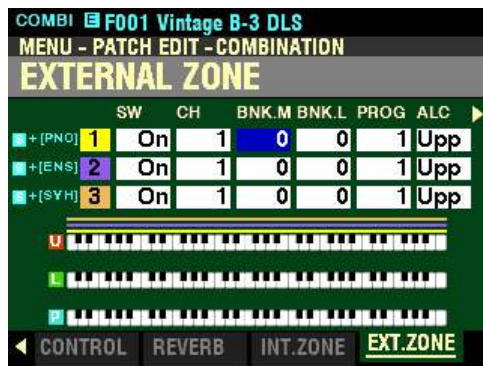 COMBI E F001 Vintage B-3 DLS
MENU - PATCH EDIT - COMBINATION
EXTERNAL ZONE
SW CH BNK.M BNK.L PROG ALC
S +[PNO] 1 On 1 0 0 1 Upp
S +[ENS] 2 On 1 0 0 1 Upp
S +[SYH] 3 On 1 0 0 1 Upp
U
L
P
CONTROL REVERB INT.ZONE EXT.ZONE